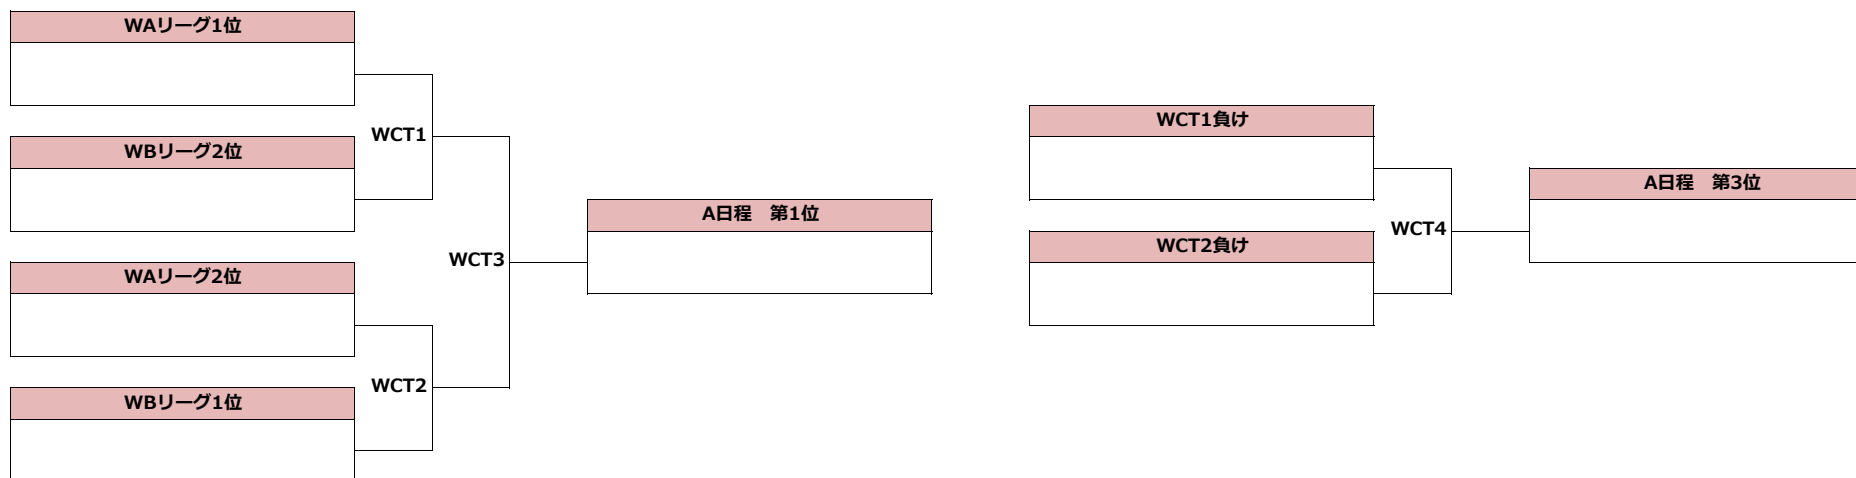 WAリーグ1位
WCT1
WBリーグ2位
A日程　第1位
WCT3
WAリーグ2位
WCT2
WBリーグ1位
WCT1負け
A日程　第3位
WCT4
WCT2負け